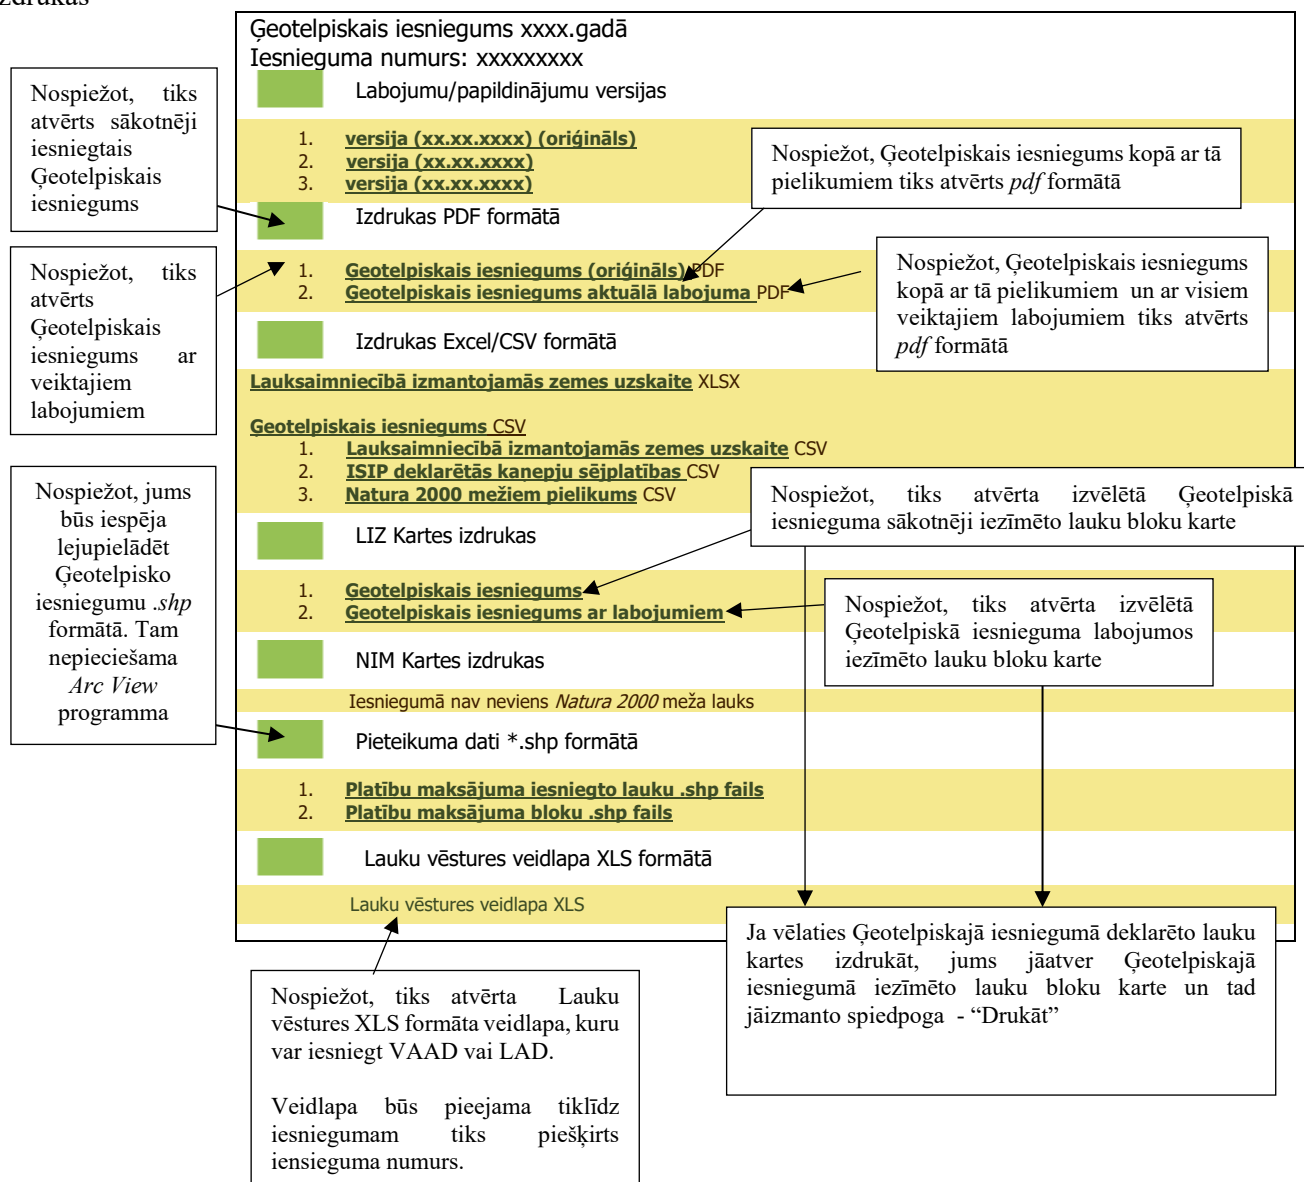 zdrukas
Ģeotelpiskais iesniegums xxxx.gadā
Iesnieguma numurs: xxxxxxxxx
Labojumu/papildinājumu versijas
1. versija (xx.xx.xxxx) (oriģināls)
2. versija (xx.xx.xxxx)
3. versija (xx.xx.xxxx)
Izdrukas PDF formātā
1. Ģeotelpiskais iesniegums (oriģināls) PDF
2. Ģeotelpiskais iesniegums aktuālā labojuma PDF
Izdrukas Excel/CSV formātā
Lauksaimniecībā izmantojamās zemes uzskaite XLSX
Ģeotelpiskais iesniegums CSV
1. Lauksaimniecībā izmantojamās zemes uzskaite CSV
2. ISIP deklarētās kaņepju sējplatības CSV
3. Natura 2000 mežiem pielikums CSV
LIZ Kartes izdrukas
1. Ģeotelpiskais iesniegums
2. Ģeotelpiskais iesniegums ar labojumiem
NIM Kartes izdrukas
Iesniegumā nav neviens Natura 2000 meža lauks
Pieteikuma dati *.shp formātā
1. Platību maksājuma iesniegto lauku .shp fails
2. Platību maksājuma bloku .shp fails
Lauku vēstures veidlapa XLS formātā
Lauku vēstures veidlapa XLS
Nospiežot, tiks
atvērts sākotnēji
iesniegtais
Ģeotelpiskais
iesniegums
Nospiežot, tiks
atvērts
Ģeotelpiskais
iesniegums ar
veiktajiem
labojumiem
Nospiežot, jums
būs iespēja
lejupielādēt
Ģeotelpisko
iesniegumu .shp
formātā. Tam
nepieciešama
Arc View
programma
Nospiežot, Ģeotelpiskais iesniegums kopā ar tā
pielikumiem tiks atvērts pdf formātā
Nospiežot, Ģeotelpiskais iesniegums
kopā ar tā pielikumiem un ar visiem
veiktajiem labojumiem tiks atvērts
pdf formātā
Nospiežot, tiks atvērta izvēlētā Ģeotelpiskā
iesnieguma sākotnēji iezīmēto lauku bloku karte
Nospiežot, tiks atvērta izvēlētā
Ģeotelpiskā iesnieguma labojumos
iezīmēto lauku bloku karte
Ja vēlaties Ģeotelpiskajā iesniegumā deklarēto lauku
kartes izdrukāt, jums jāatver Ģeotelpiskajā
iesniegumā iezīmēto lauku bloku karte un tad
jāizmanto spiedpoga - “Drukāt”
Nospiežot, tiks atvērta Lauku
vēstures XLS formāta veidlapa, kuru
var iesniegt VAAD vai LAD.
Veidlapa būs pieejama tiklīdz
iesniegumam tiks piešķirts
iensieguma numurs.